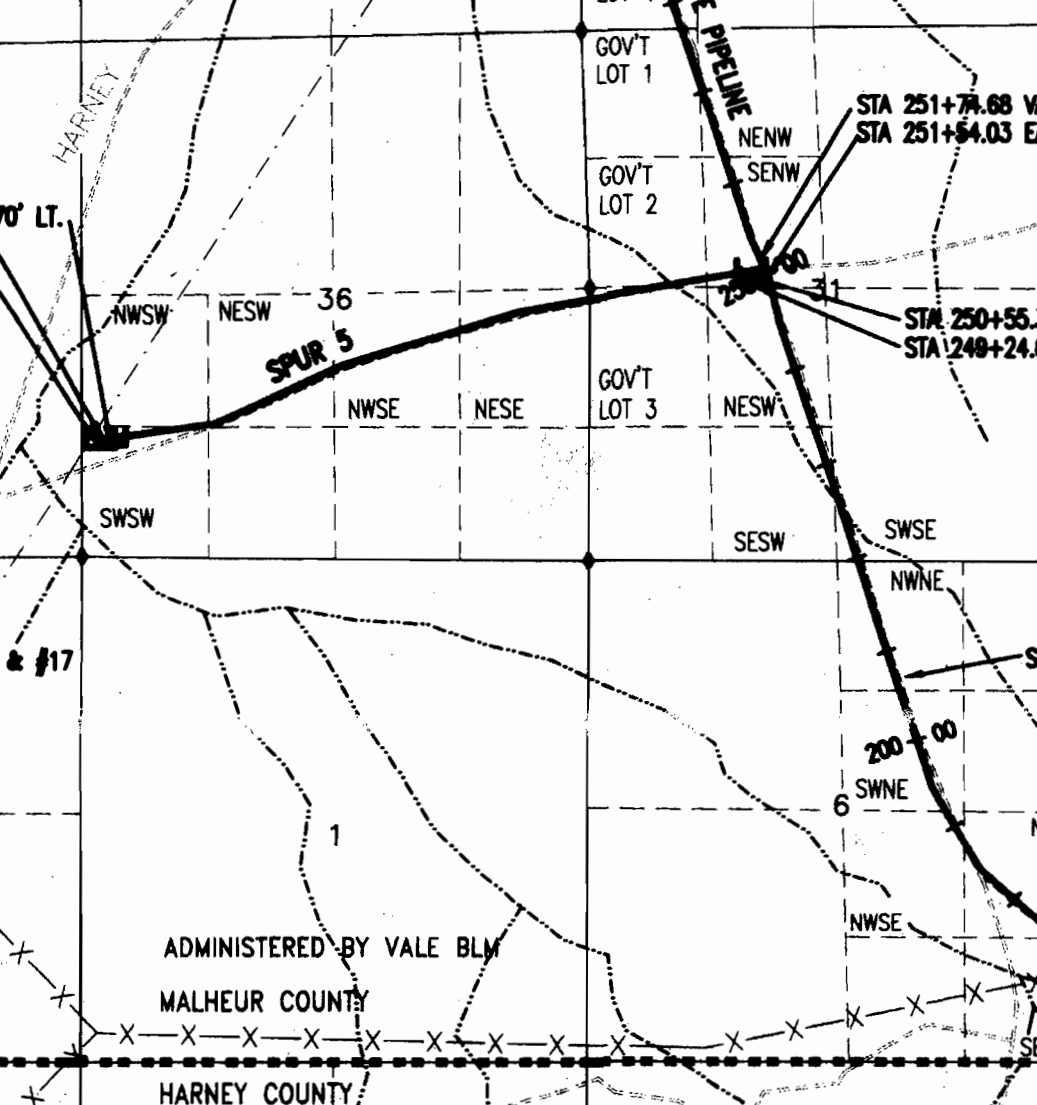 E PIPELINE
GOV'T
LOT 1
HARNEY
STA 251+74.68
STA 251+54.03
NENW
SENW
GOV'T
LOT 2
70' LT.
00
31
36
NWSW
NESW
STA 250+55.
STA 249+24.
SPUR 5
GOV'T
LOT 3
NWSE
NESE
NESW
SWSW
SESW
SWSE
NWNE
& #17
S
200 00
SWNE
6
1
NWSE
ADMINISTERED BY VALE BLM
MALHEUR COUNTY
HARNEY COUNTY